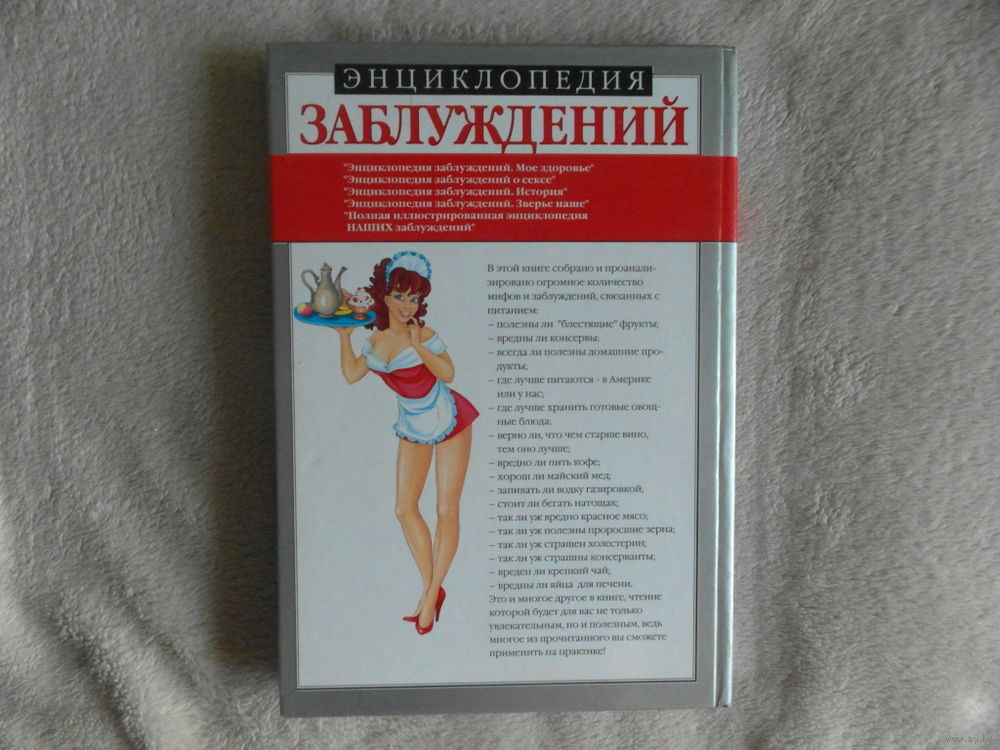 ЭНЦИКЛОПЕДИЯ
ЗАБЛУЖДЕНИЙ
"Энциклопедия заблуждений. Мое здоровье"
"Энциклопедия заблуждений о сексе"
"Энциклопедия заблуждений. История"
"Энциклопедия заблуждений. Зверье наше"
"Полная иллюстрированная энциклопедия
НАШИХ заблуждений"
В этой книге собрано и проанали-
зировано огромное количество
мифов и заблуждений, связанных с
питанием:
– полезны ли "блестящие" фрукты;
– вредны ли консервы;
– всегда ли полезны домашние про-
дукты;
– где лучше питаются - в Америке
или у нас;
– где лучше хранить готовые овощ-
ные блюда;
– верно ли, что чем старше вино,
тем оно лучше;
– вредно ли пить кофе;
– хорош ли майский мед;
– запивать ли водку газировкой;
– стоит ли бегать натощак;
– так ли уж вредно красное мясо;
– так ли уж полезны проросшие зерна;
– так ли уж страшен холестерин;
– так ли уж страшны консерванты;
– вреден ли крепкий чай;
– вредны ли яйца для печени.
Это и многое другое в книге, чтение
которой будет для вас не только
увлекательным, но и полезным, ведь
многое из прочитанного вы сможете
применить на практике!
www.ay.by